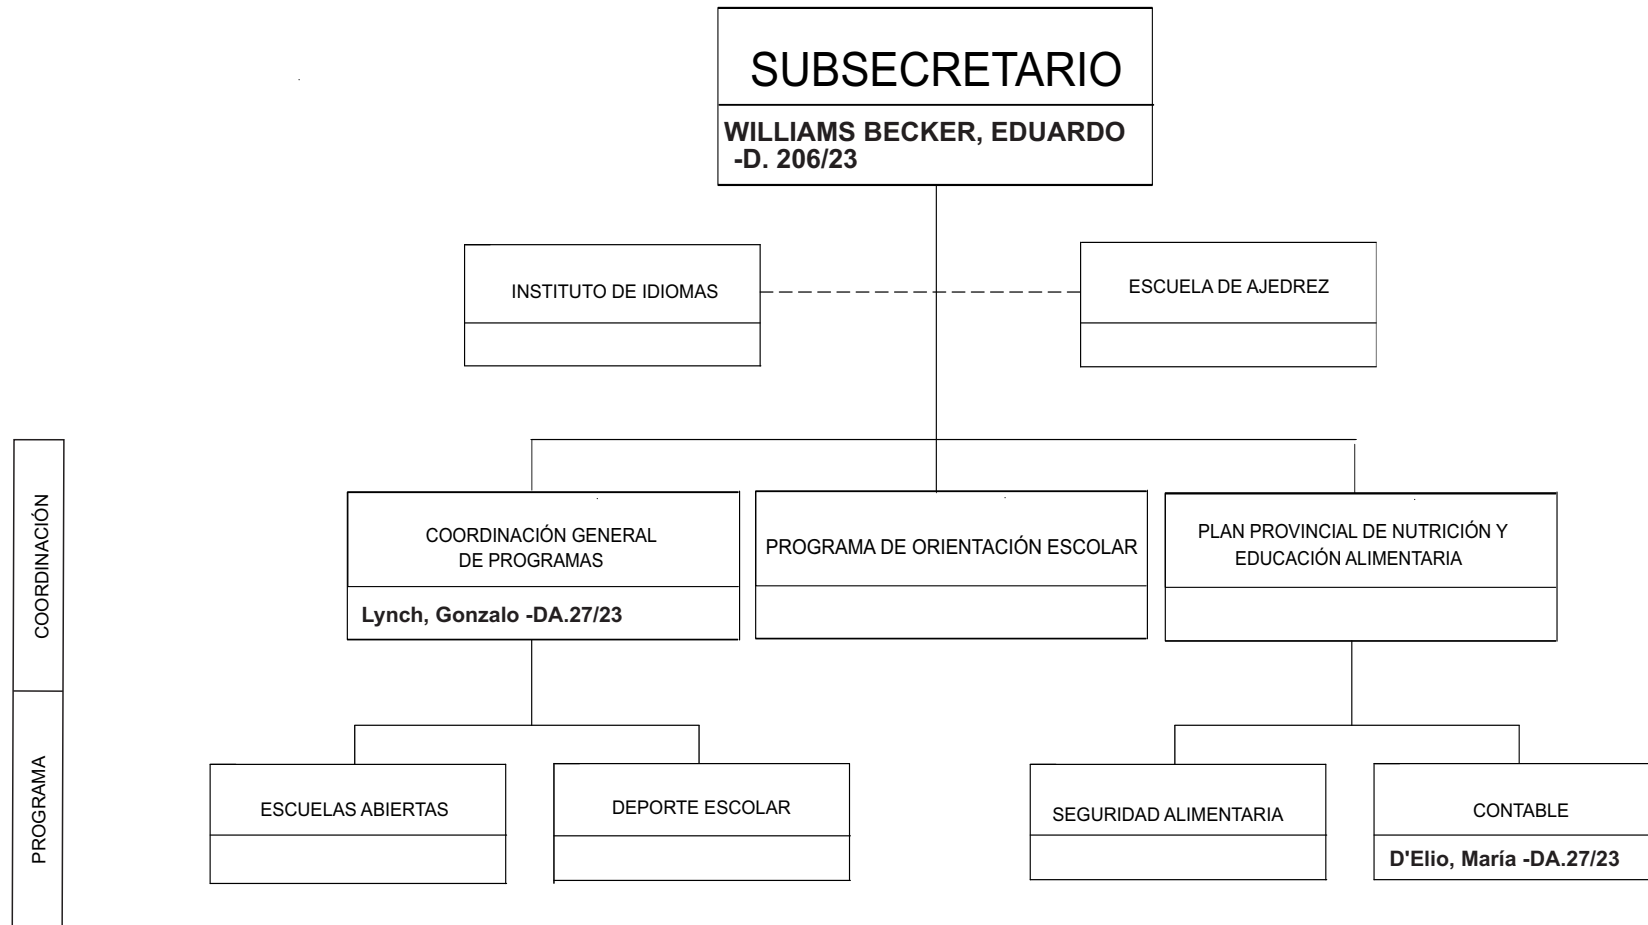 SUBSECRETARIO
WILLIAMS BECKER, EDUARDO
-D. 206/23
INSTITUTO DE IDIOMAS
ESCUELA DE AJEDREZ
COORDINACIÓN
COORDINACIÓN GENERAL
DE PROGRAMAS
Lynch, Gonzalo -DA.27/23
PROGRAMA DE ORIENTACIÓN ESCOLAR
PLAN PROVINCIAL DE NUTRICIÓN Y
EDUCACIÓN ALIMENTARIA
PROGRAMA
ESCUELAS ABIERTAS
DEPORTE ESCOLAR
SEGURIDAD ALIMENTARIA
CONTABLE
D'Elio, María -DA.27/23